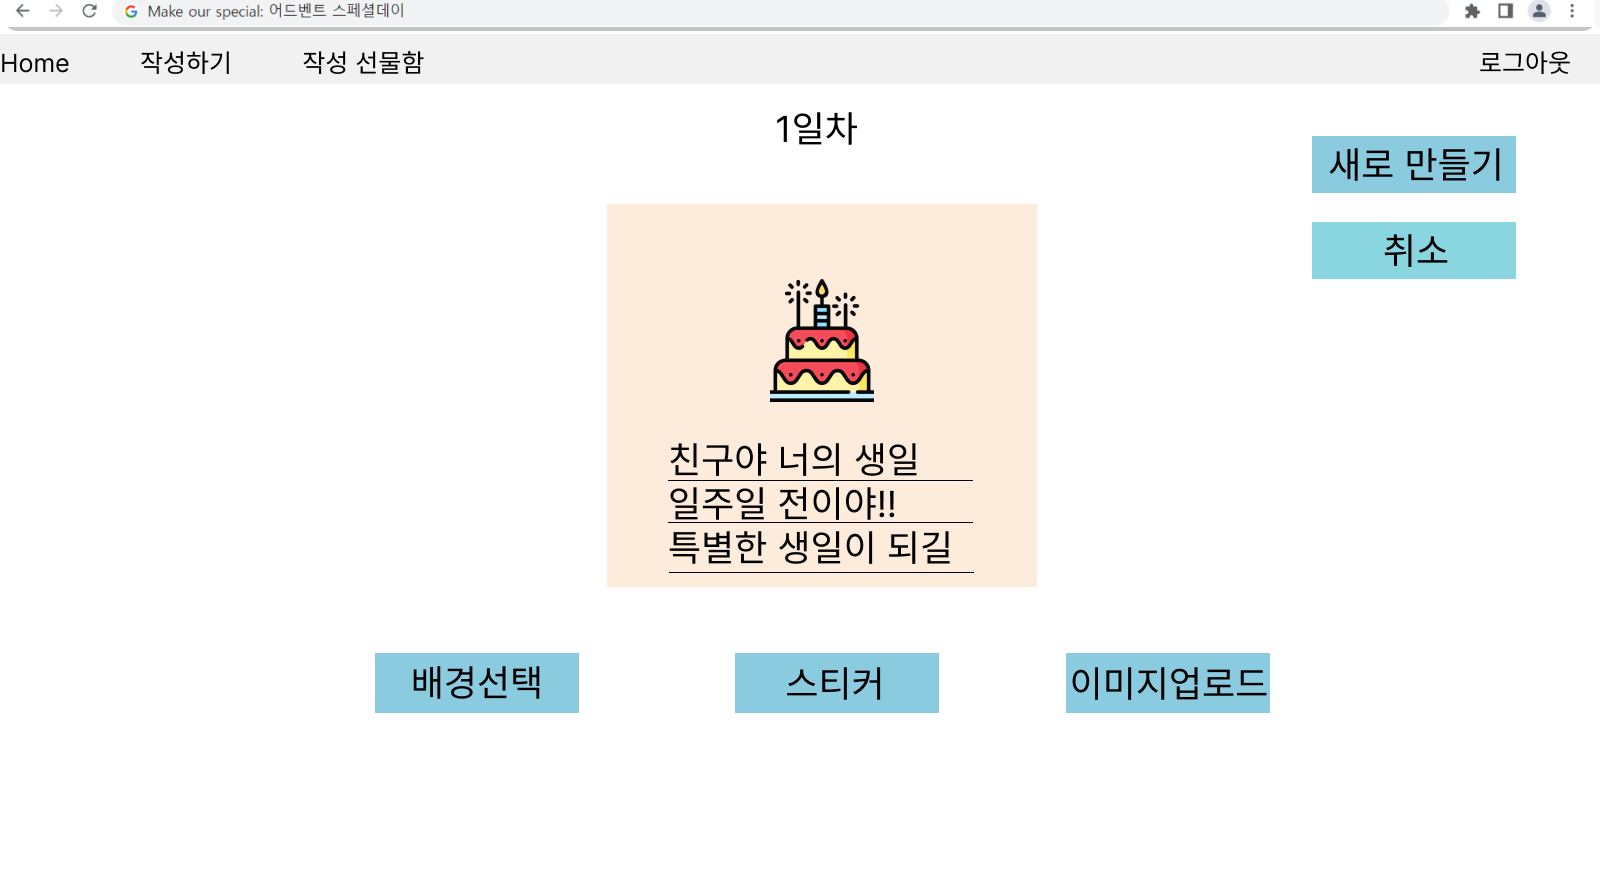 Make our special: 어드벤트 스페셜데이
Home 작성하기 작성 선물함 로그아웃
1일차
새로 만들기
취소
친구야 너의 생일
일주일 전이야!!
특별한 생일이 되길
배경선택 스티커 이미지업로드